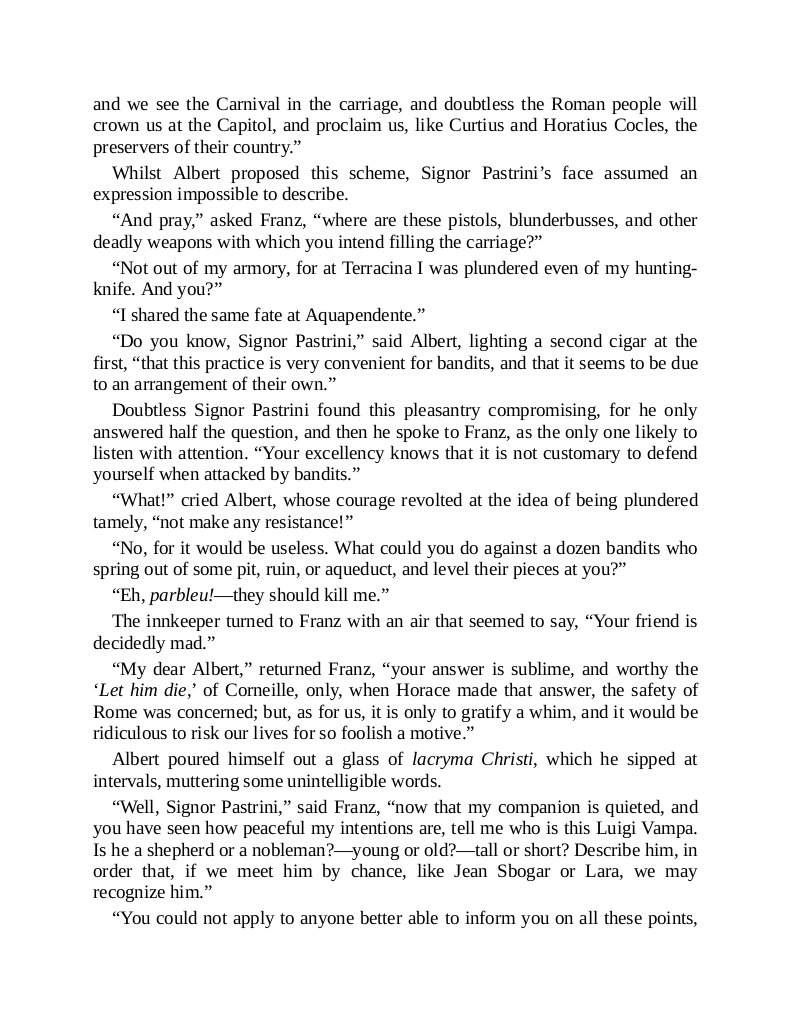 and we see the Carnival in the carriage, and doubtless the Roman people will
crown us at the Capitol, and proclaim us, like Curtius and Horatius Cocles, the
preservers of their country.”
Whilst Albert proposed this scheme, Signor Pastrini’s face assumed an
expression impossible to describe.
“And pray,” asked Franz, “where are these pistols, blunderbusses, and other
deadly weapons with which you intend filling the carriage?”
“Not out of my armory, for at Terracina I was plundered even of my hunting-
knife. And you?”
“I shared the same fate at Aquapendente.”
“Do you know, Signor Pastrini,” said Albert, lighting a second cigar at the
first, “that this practice is very convenient for bandits, and that it seems to be due
to an arrangement of their own.”
Doubtless Signor Pastrini found this pleasantry compromising, for he only
answered half the question, and then he spoke to Franz, as the only one likely to
listen with attention. “Your excellency knows that it is not customary to defend
yourself when attacked by bandits.”
“What!” cried Albert, whose courage revolted at the idea of being plundered
tamely, “not make any resistance!”
“No, for it would be useless. What could you do against a dozen bandits who
spring out of some pit, ruin, or aqueduct, and level their pieces at you?”
“Eh, parbleu!—they should kill me.”
The innkeeper turned to Franz with an air that seemed to say, “Your friend is
decidedly mad.”
“My dear Albert,” returned Franz, “your answer is sublime, and worthy the
‘Let him die,’ of Corneille, only, when Horace made that answer, the safety of
Rome was concerned; but, as for us, it is only to gratify a whim, and it would be
ridiculous to risk our lives for so foolish a motive.”
Albert poured himself out a glass of lacryma Christi, which he sipped at
intervals, muttering some unintelligible words.
“Well, Signor Pastrini,” said Franz, “now that my companion is quieted, and
you have seen how peaceful my intentions are, tell me who is this Luigi Vampa.
Is he a shepherd or a nobleman?—young or old?—tall or short? Describe him, in
order that, if we meet him by chance, like Jean Sbogar or Lara, we may
recognize him.”
“You could not apply to anyone better able to inform you on all these points,